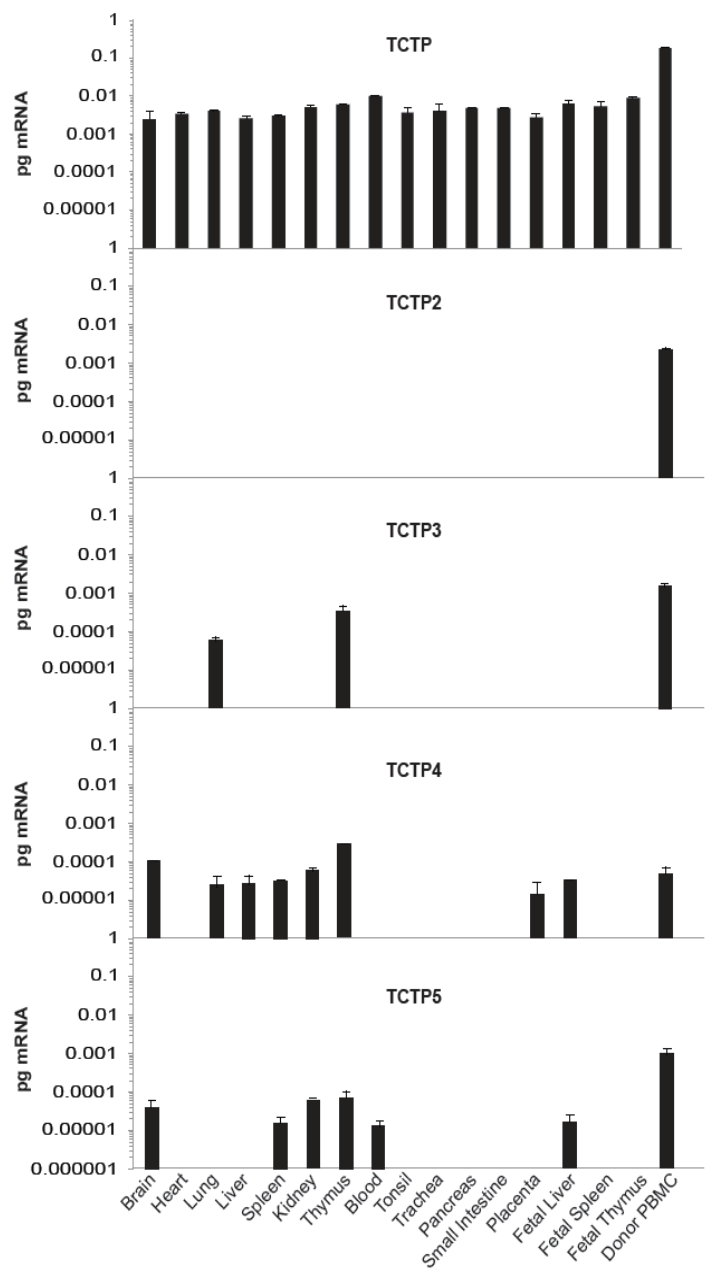 1
TCTP
0.1
0.01
0.001
0.0001
0.00001
pg mRNA
1
TCTP2
0.1
0.01
0.001
0.0001
0.00001
pg mRNA
1
TCTP3
0.1
0.01
0.001
0.0001
0.00001
pg mRNA
1
TCTP4
0.1
0.01
0.001
0.0001
0.00001
pg mRNA
1
TCTP5
0.1
0.01
0.001
0.0001
0.00001
0.000001
pg mRNA
Brain
Heart
Lung
Liver
Spleen
Kidney
Thymus
Blood
Tonsil
Trachea
Pancreas
Small Intestine
Placenta
Fetal Liver
Fetal Spleen
Fetal Thymus
Donor PBMC